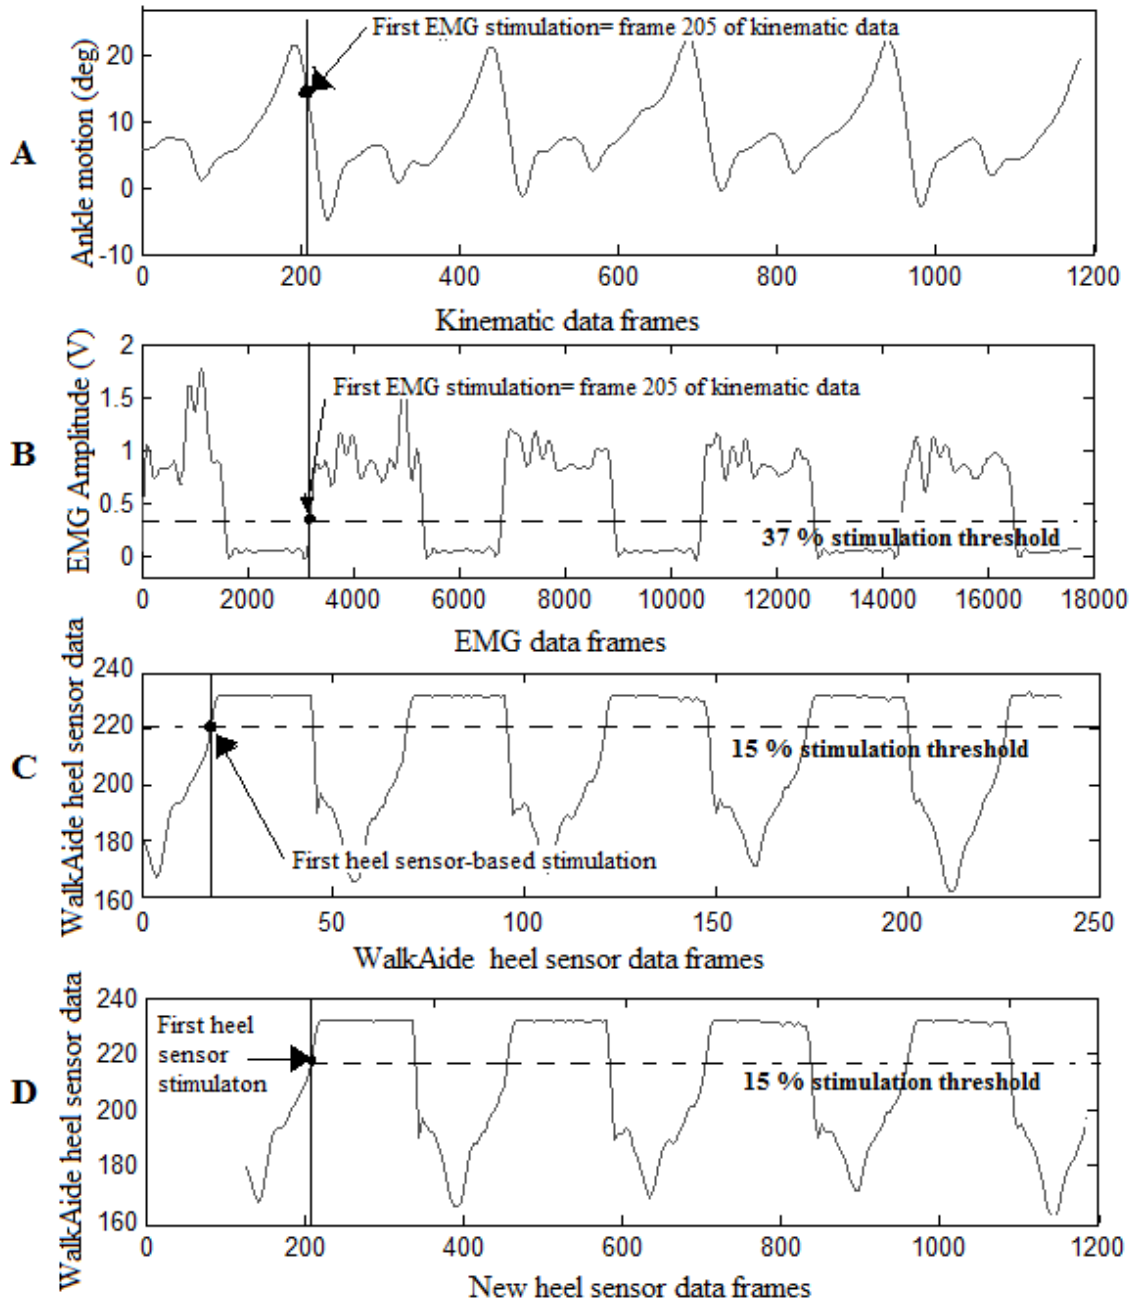 A
Ankle motion (deg)
20
10
0
-10
First EMG stimulation= frame 205 of kinematic data
0 200 400 600 800 1000 1200
Kinematic data frames
B
EMG Amplitude (V)
2
1.5
1
0.5
0
First EMG stimulation= frame 205 of kinematic data
37 % stimulation threshold
0 2000 4000 6000 8000 10000 12000 14000 16000 18000
EMG data frames
C
WalkAide heel sensor data
240
220
200
180
160
15 % stimulation threshold
First heel sensor-based stimulation
0 50 100 150 200 250
WalkAide heel sensor data frames
D
WalkAide heel sensor data
240
220
200
180
160
First heel
sensor
stimulaton
15 % stimulation threshold
0 200 400 600 800 1000 1200
New heel sensor data frames